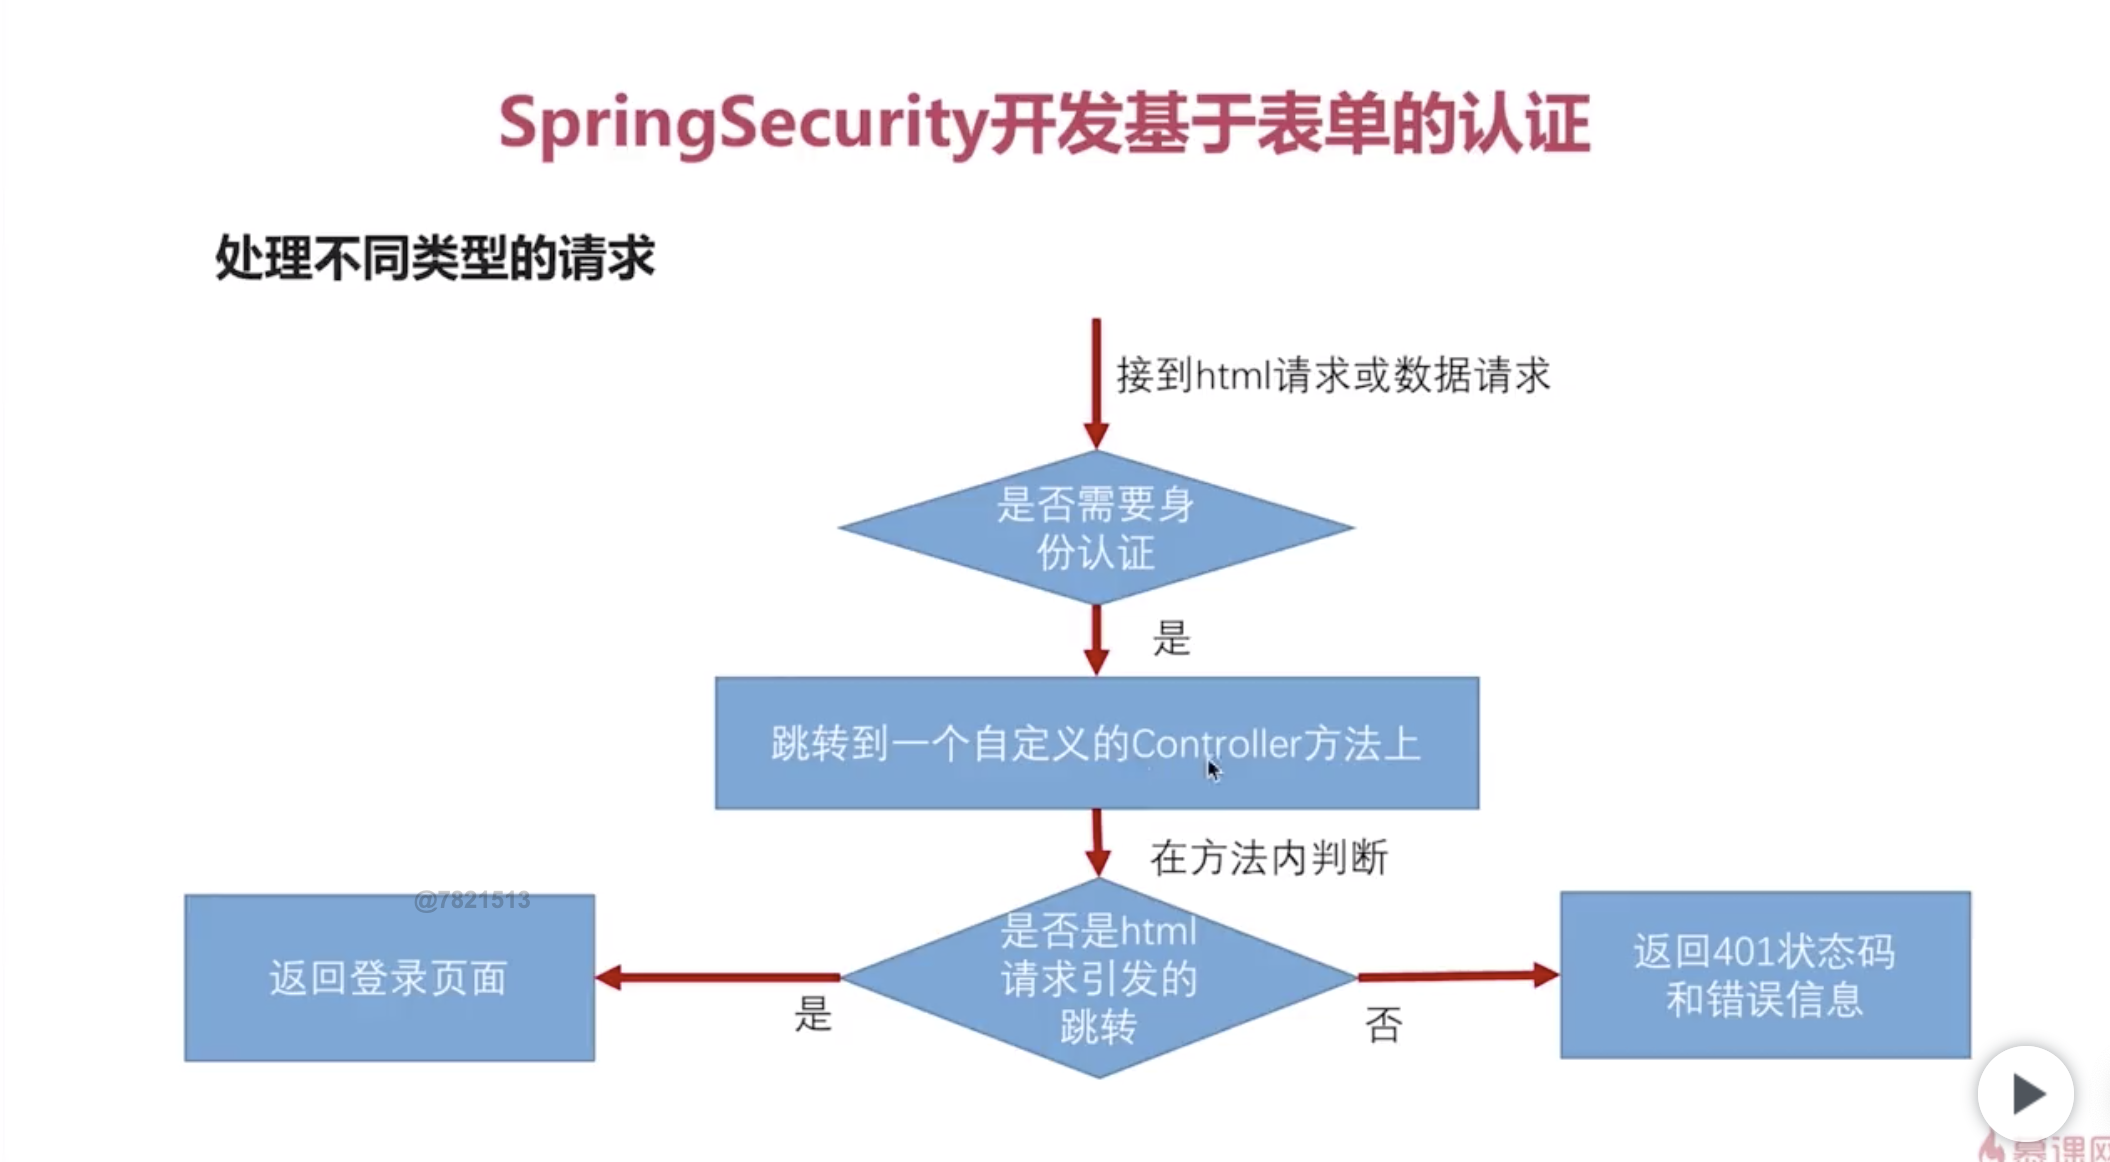 SpringSecurity开发基于表单的认证
处理不同类型的请求
接到html请求或数据请求
是否需要身
份认证
是
跳转到一个自定义的Controller方法上
在方法内判断
@7821513
返回登录页面
是
是否是html
请求引发的
跳转
否
返回401状态码
和错误信息
慕课网